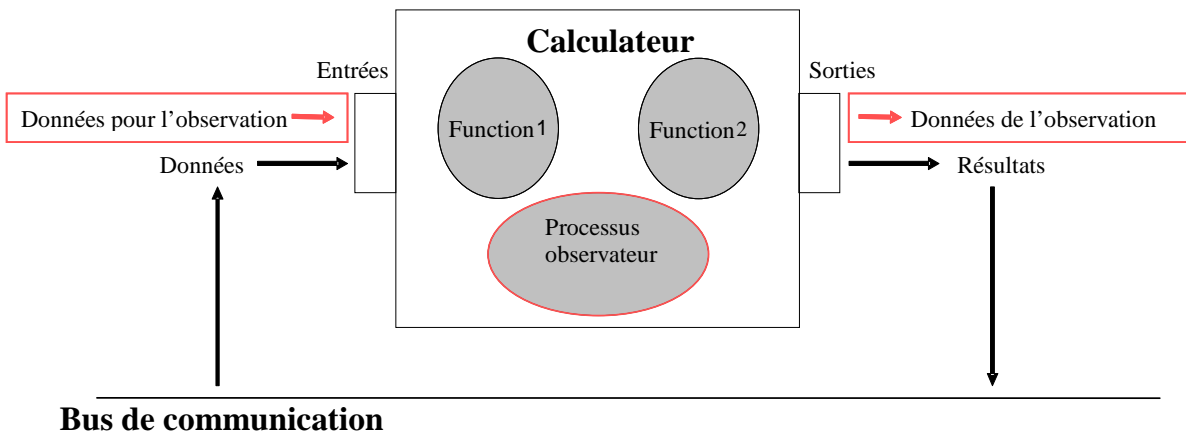 Calculateur
Entrées
Sorties
Données pour l’observation
Function1
Function2
Données de l’observation
Données
Résultats
Processus
observateur
Bus de communication